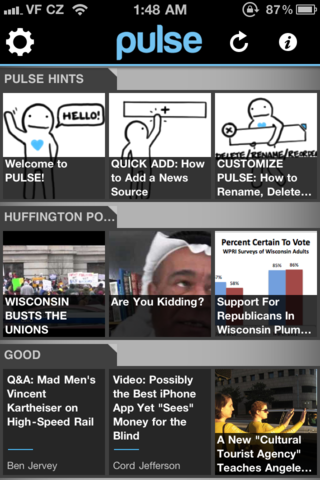 VF CZ 1:48 AM 87%
pulse
PULSE HINTS
HELLO!
+
DELETE/RENAME/REORDER
Welcome to
PULSE!
QUICK ADD: How
to Add a News
Source
CUSTOMIZE
PULSE: How to
Rename, Delete...
HUFFINGTON PO...
Percent Certain To Vote
WPRI Surveys of Wisconsin Adults
85% 86%
58%
WISCONSIN
BUSTS THE
UNIONS
Are You Kidding?
Support For
Republicans In
Wisconsin Plum...
GOOD
Q&A: Mad Men's
Vincent
Kartheiser on
High-Speed Rail
Ben Jervey
Video: Possibly
the Best iPhone
App Yet "Sees"
Money for the
Blind
Cord Jefferson
A New "Cultural
Tourist Agency"
Teaches Angele...